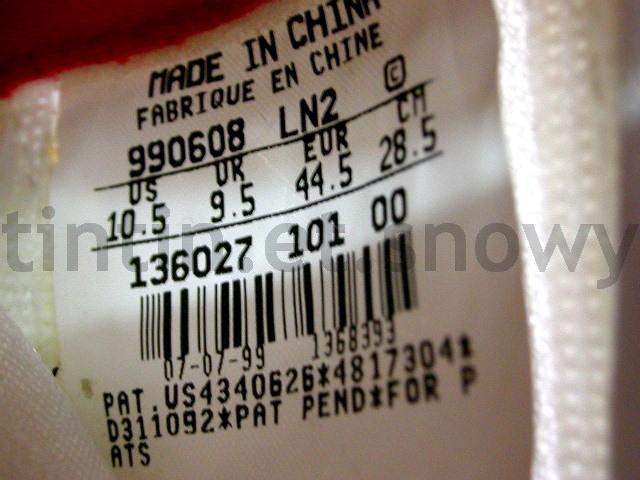 MADE IN CHINA
FABRIQUE EN CHINE
990608 LN2 ©
US UK EUR CM
10.5 9.5 44.5 28.5
136027 101 00
tintin.et.snowy
07-07-99 1368393
PAT.US4340626*4817304*
D311092*PAT PEND*FOR P
ATS